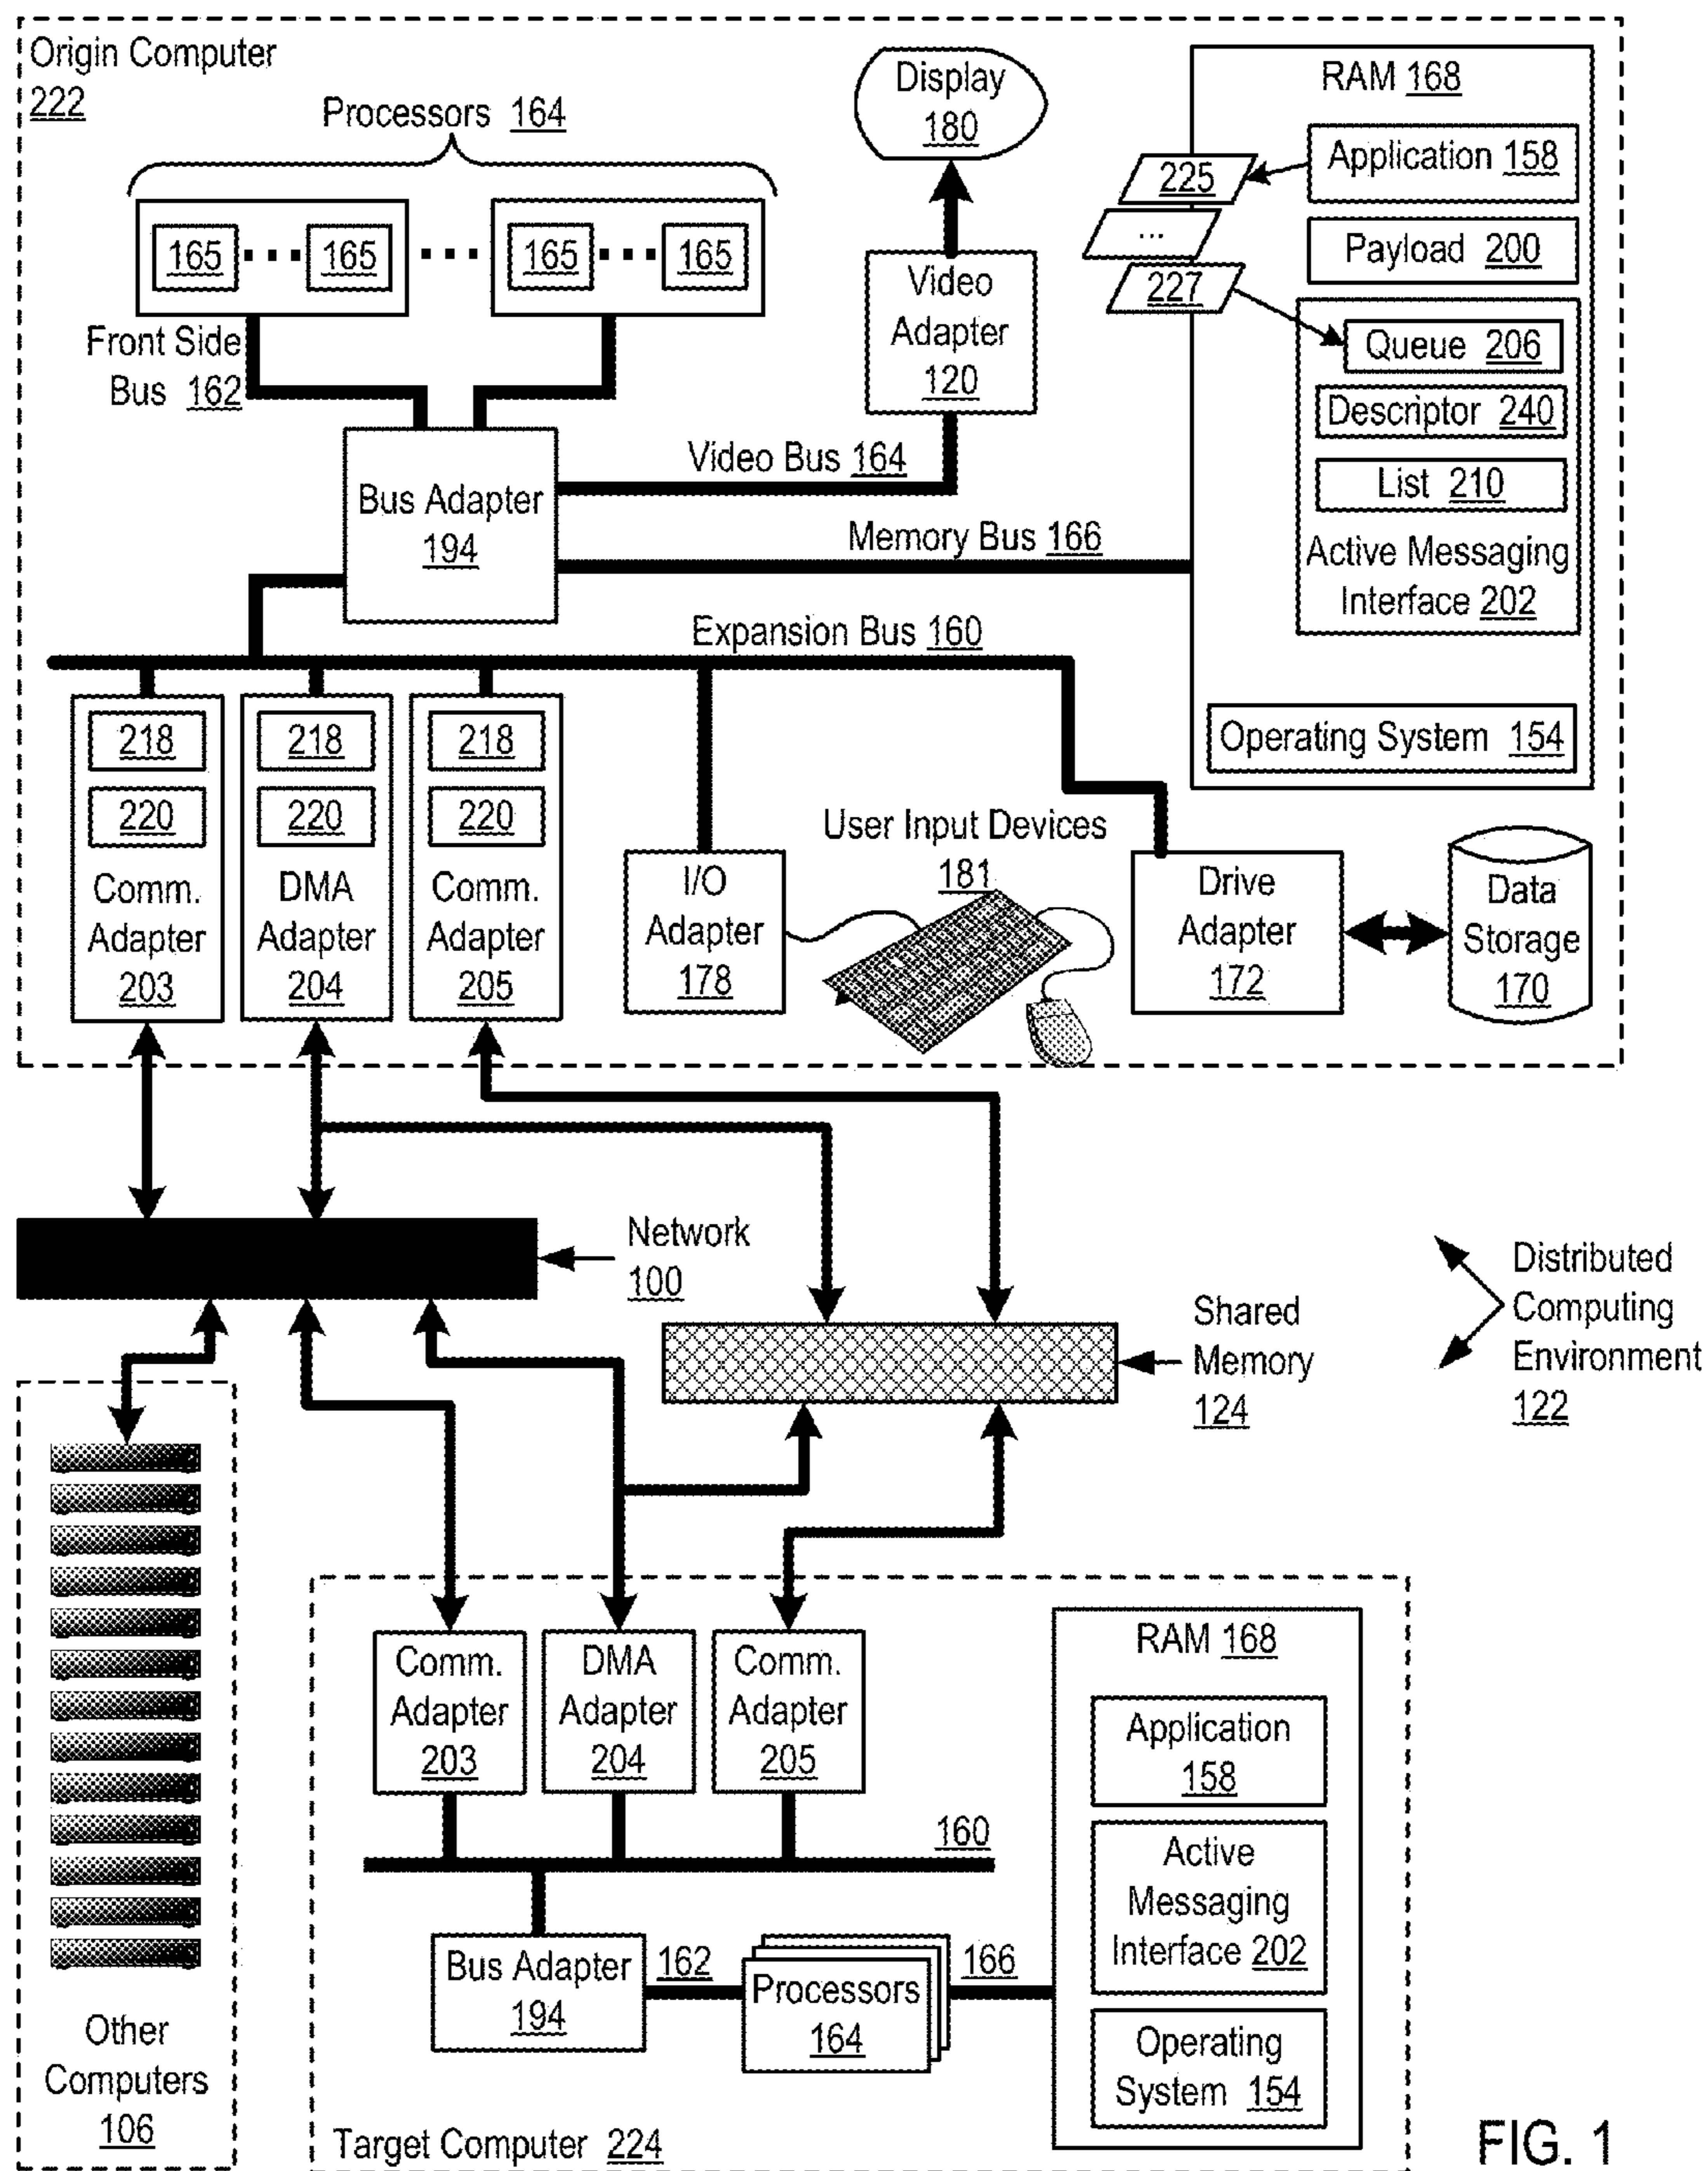 Origin Computer
222
Processors 164
165
165
165
165
Front Side
Bus 162
Display
180
Video
Adapter
120
RAM 168
Application 158
225
...
227
Payload 200
Queue 206
Descriptor 240
List 210
Active Messaging
Interface 202
Operating System 154
Bus Adapter
194
Video Bus 164
Memory Bus 166
Expansion Bus 160
218
220
Comm.
Adapter
203
218
220
DMA
Adapter
204
218
220
Comm.
Adapter
205
I/O
Adapter
178
User Input Devices
181
Drive
Adapter
172
Data
Storage
170
Network
100
Shared
Memory
124
Distributed
Computing
Environment
122
Other
Computers
106
Comm.
Adapter
203
DMA
Adapter
204
Comm.
Adapter
205
160
Bus Adapter
194
162
Processors
164
166
RAM 168
Application
158
Active
Messaging
Interface 202
Operating
System 154
Target Computer 224
FIG. 1